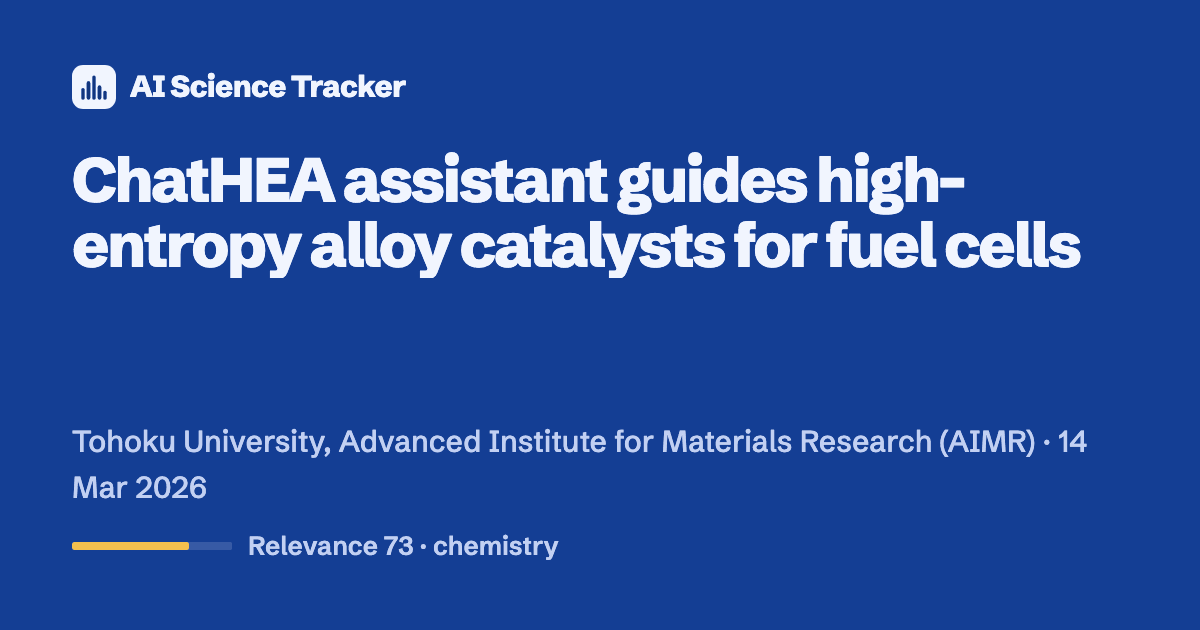 AI Science Tracker
ChatHEA assistant guides high-
entropy alloy catalysts for fuel cells
Tohoku University, Advanced Institute for Materials Research (AIMR) · 14
Mar 2026
Relevance 73 · chemistry